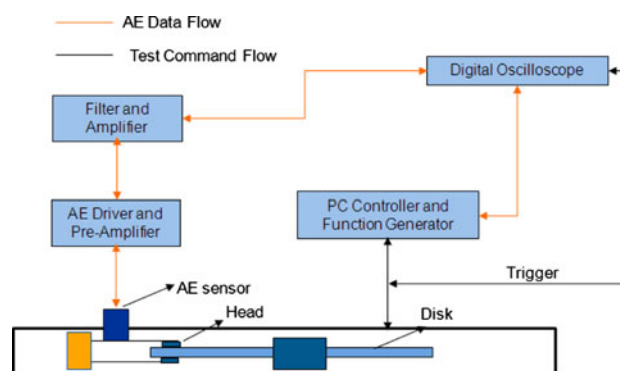 AE Data Flow
Test Command Flow
Digital Oscilloscope
Filter and
Amplifier
AE Driver and
Pre-Amplifier
PC Controller and
Function Generator
Trigger
AE sensor
Head
Disk